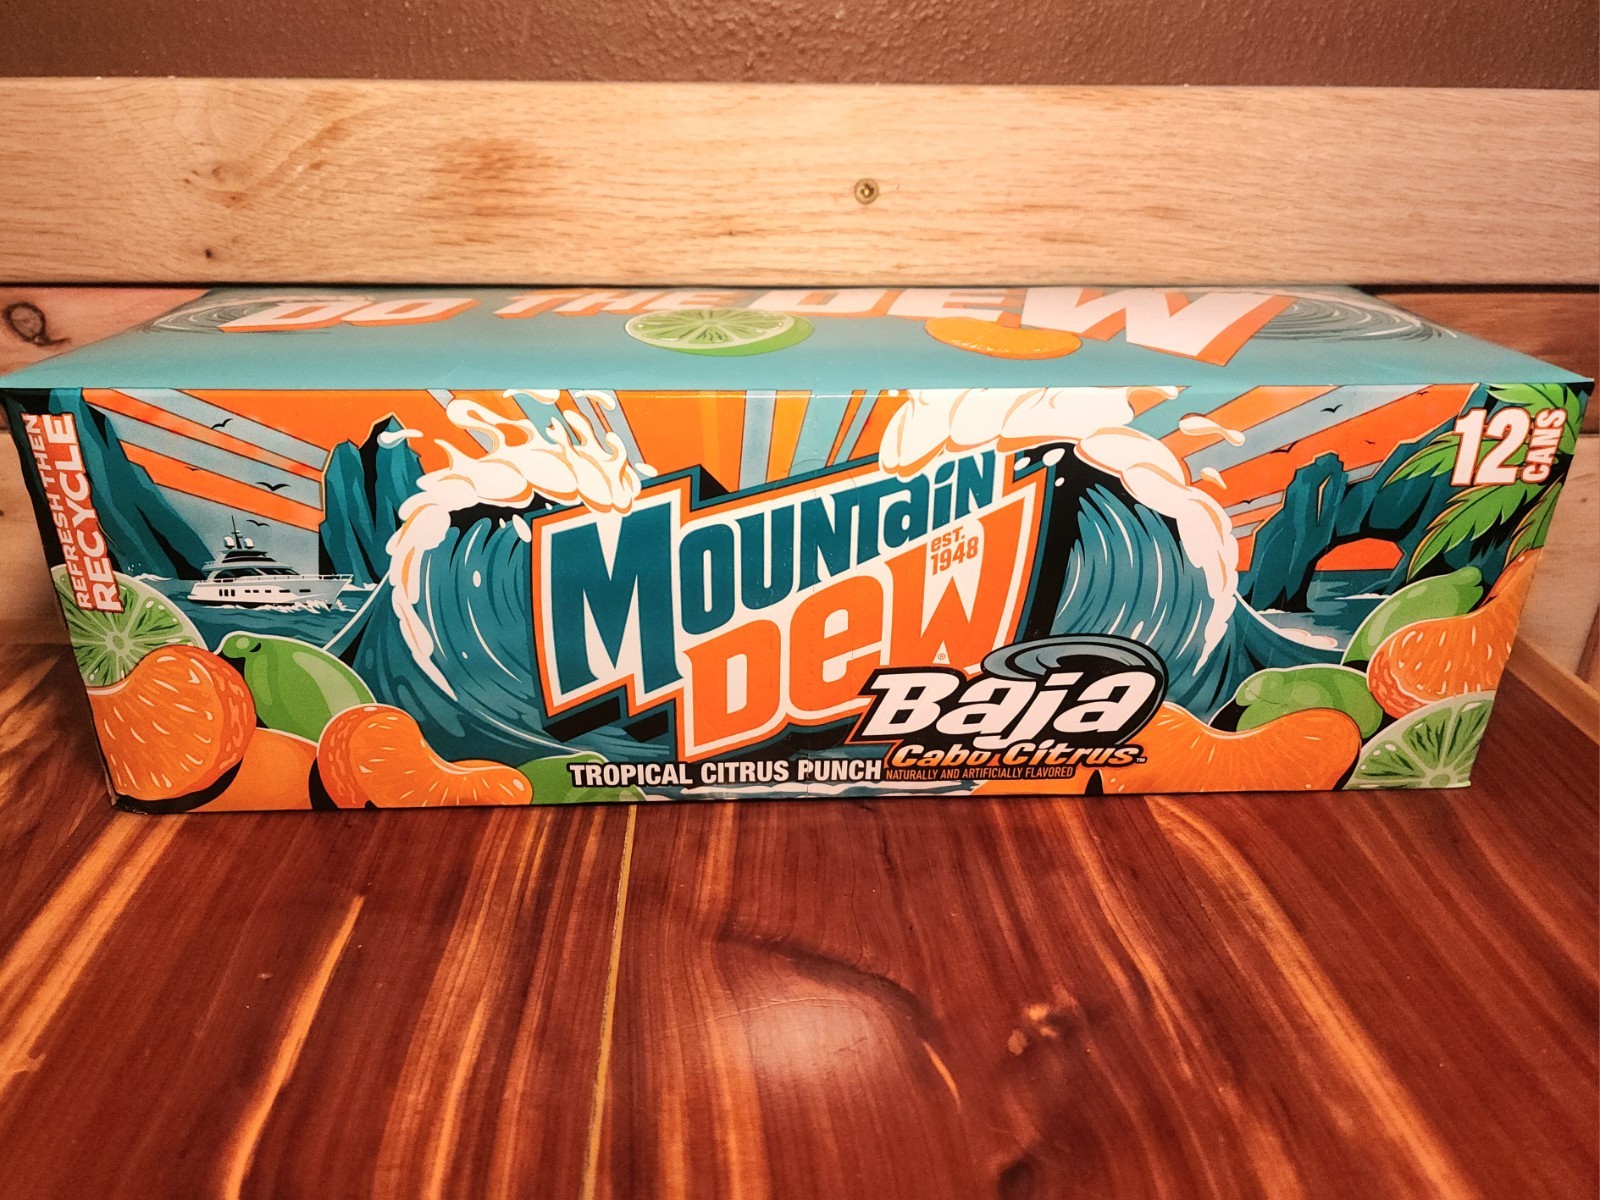 DO THE DEW
REFRESH THEN
RECYCLE
12 CANS
MOUNTAIN
DEW
EST.
1948
®
Baja
Cabo Citrus™
TROPICAL CITRUS PUNCH
NATURALLY AND ARTIFICIALLY FLAVORED